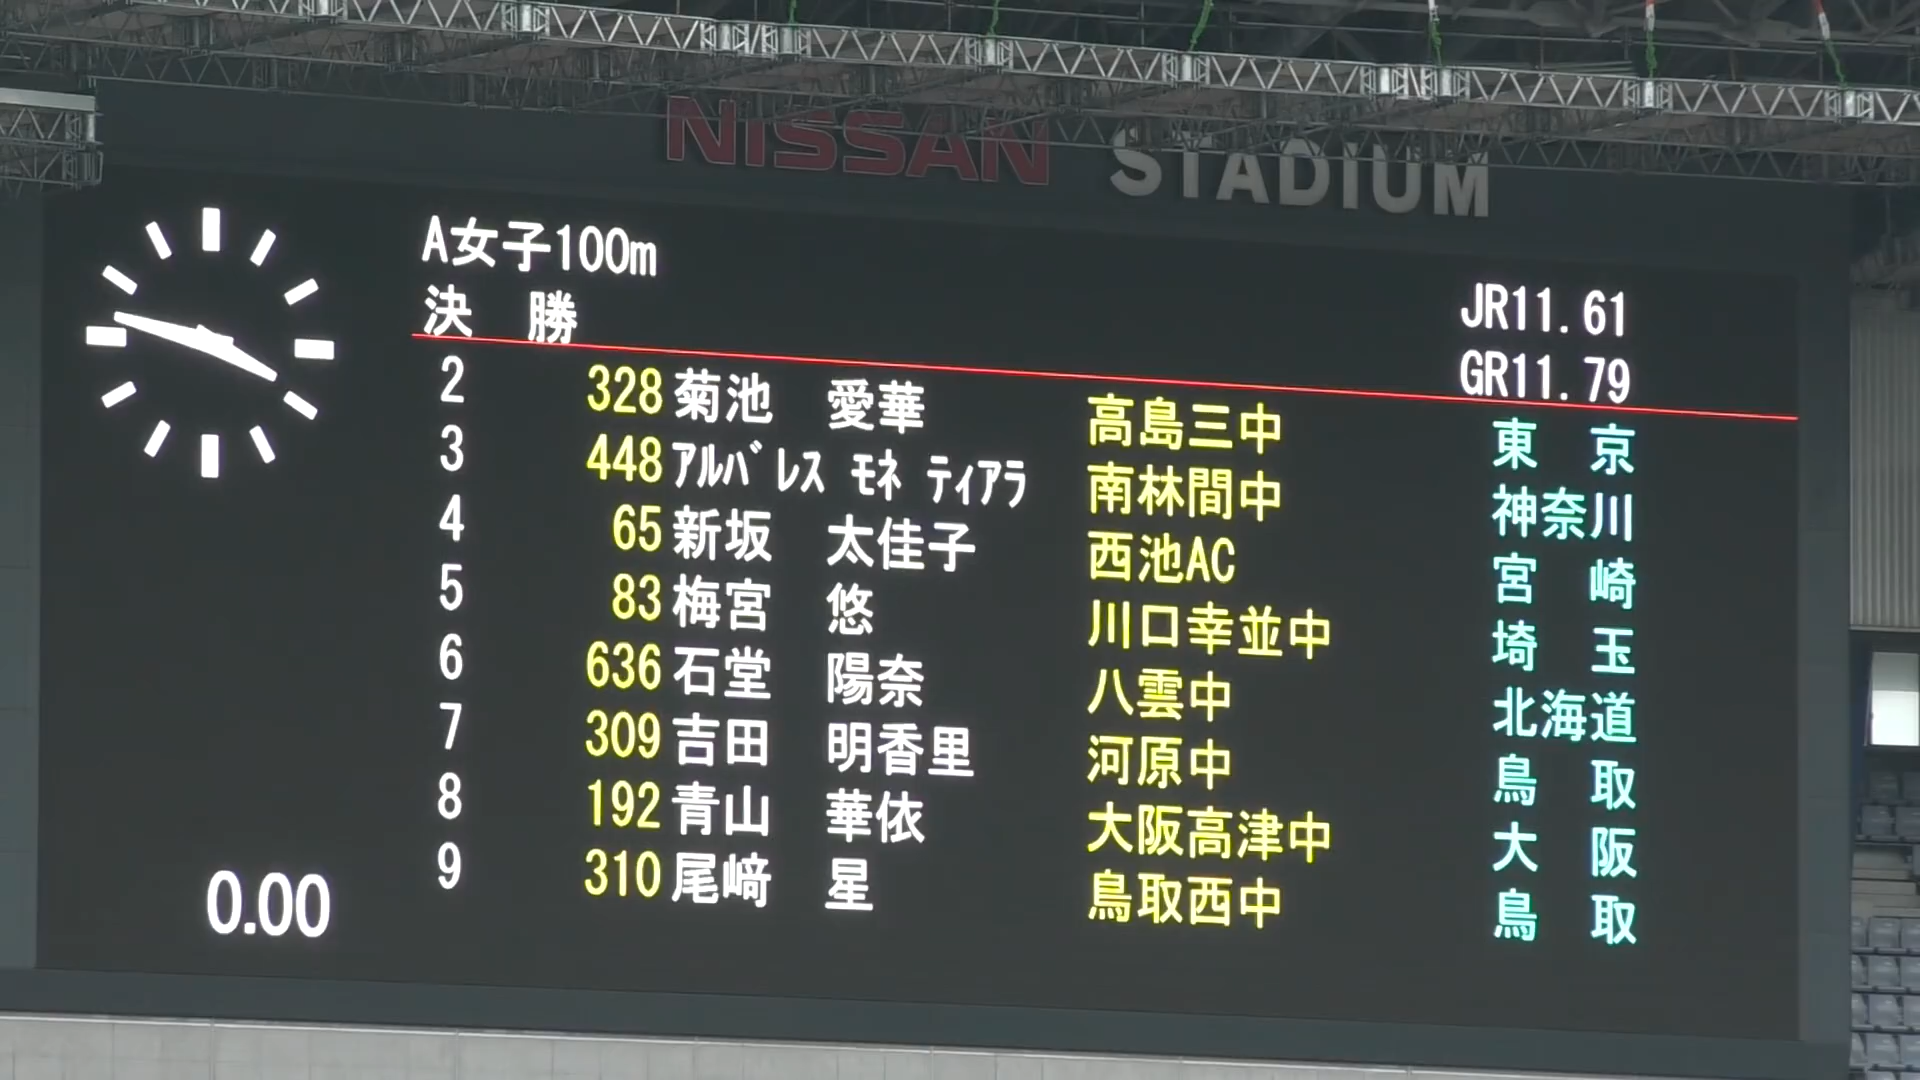 NISSAN STADIUM
A女子100m
決 勝 JR11.61
GR11.79
2 328 菊池 愛華 高島三中 東 京
3 448 ｱﾙﾊﾞﾚｽ ﾓﾈ ﾃｨｱﾗ 南林間中 神奈川
4 65 新坂 太佳子 西池AC 宮 崎
5 83 梅宮 悠 川口幸並中 埼 玉
6 636 石堂 陽奈 八雲中 北海道
7 309 吉田 明香里 河原中 鳥 取
8 192 青山 華依 大阪高津中 大 阪
9 310 尾﨑 星 鳥取西中 鳥 取
0.00